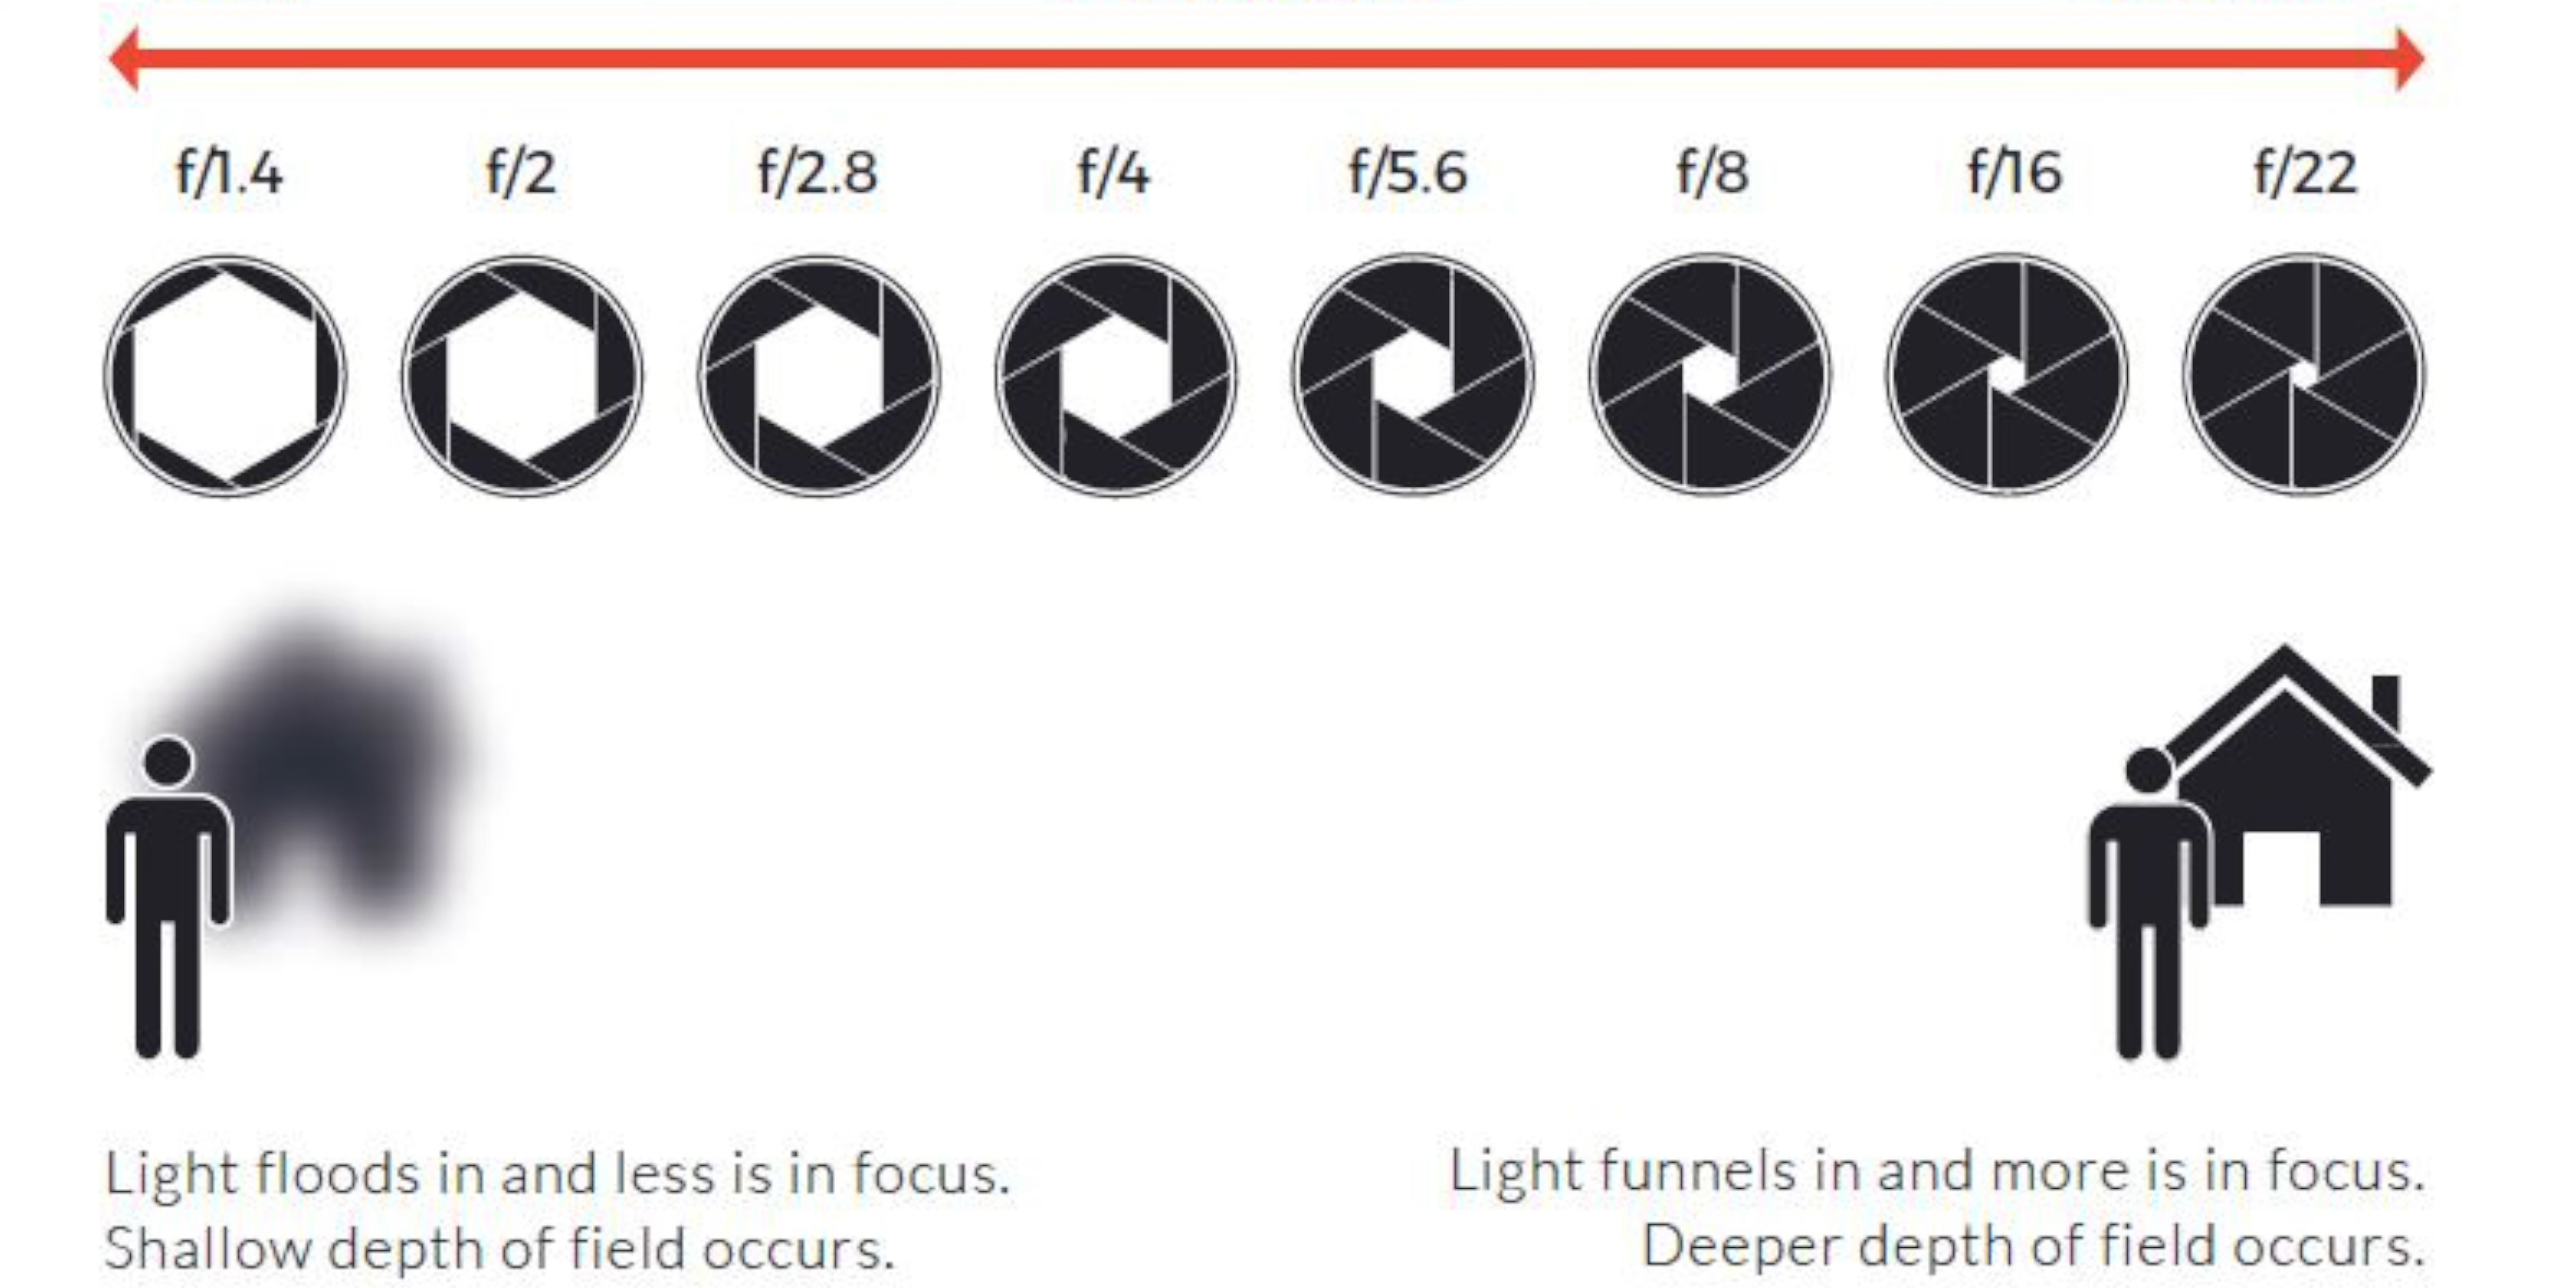 f/1.4 f/2 f/2.8 f/4 f/5.6 f/8 f/16 f/22
Light floods in and less is in focus.
Shallow depth of field occurs.
Light funnels in and more is in focus.
Deeper depth of field occurs.